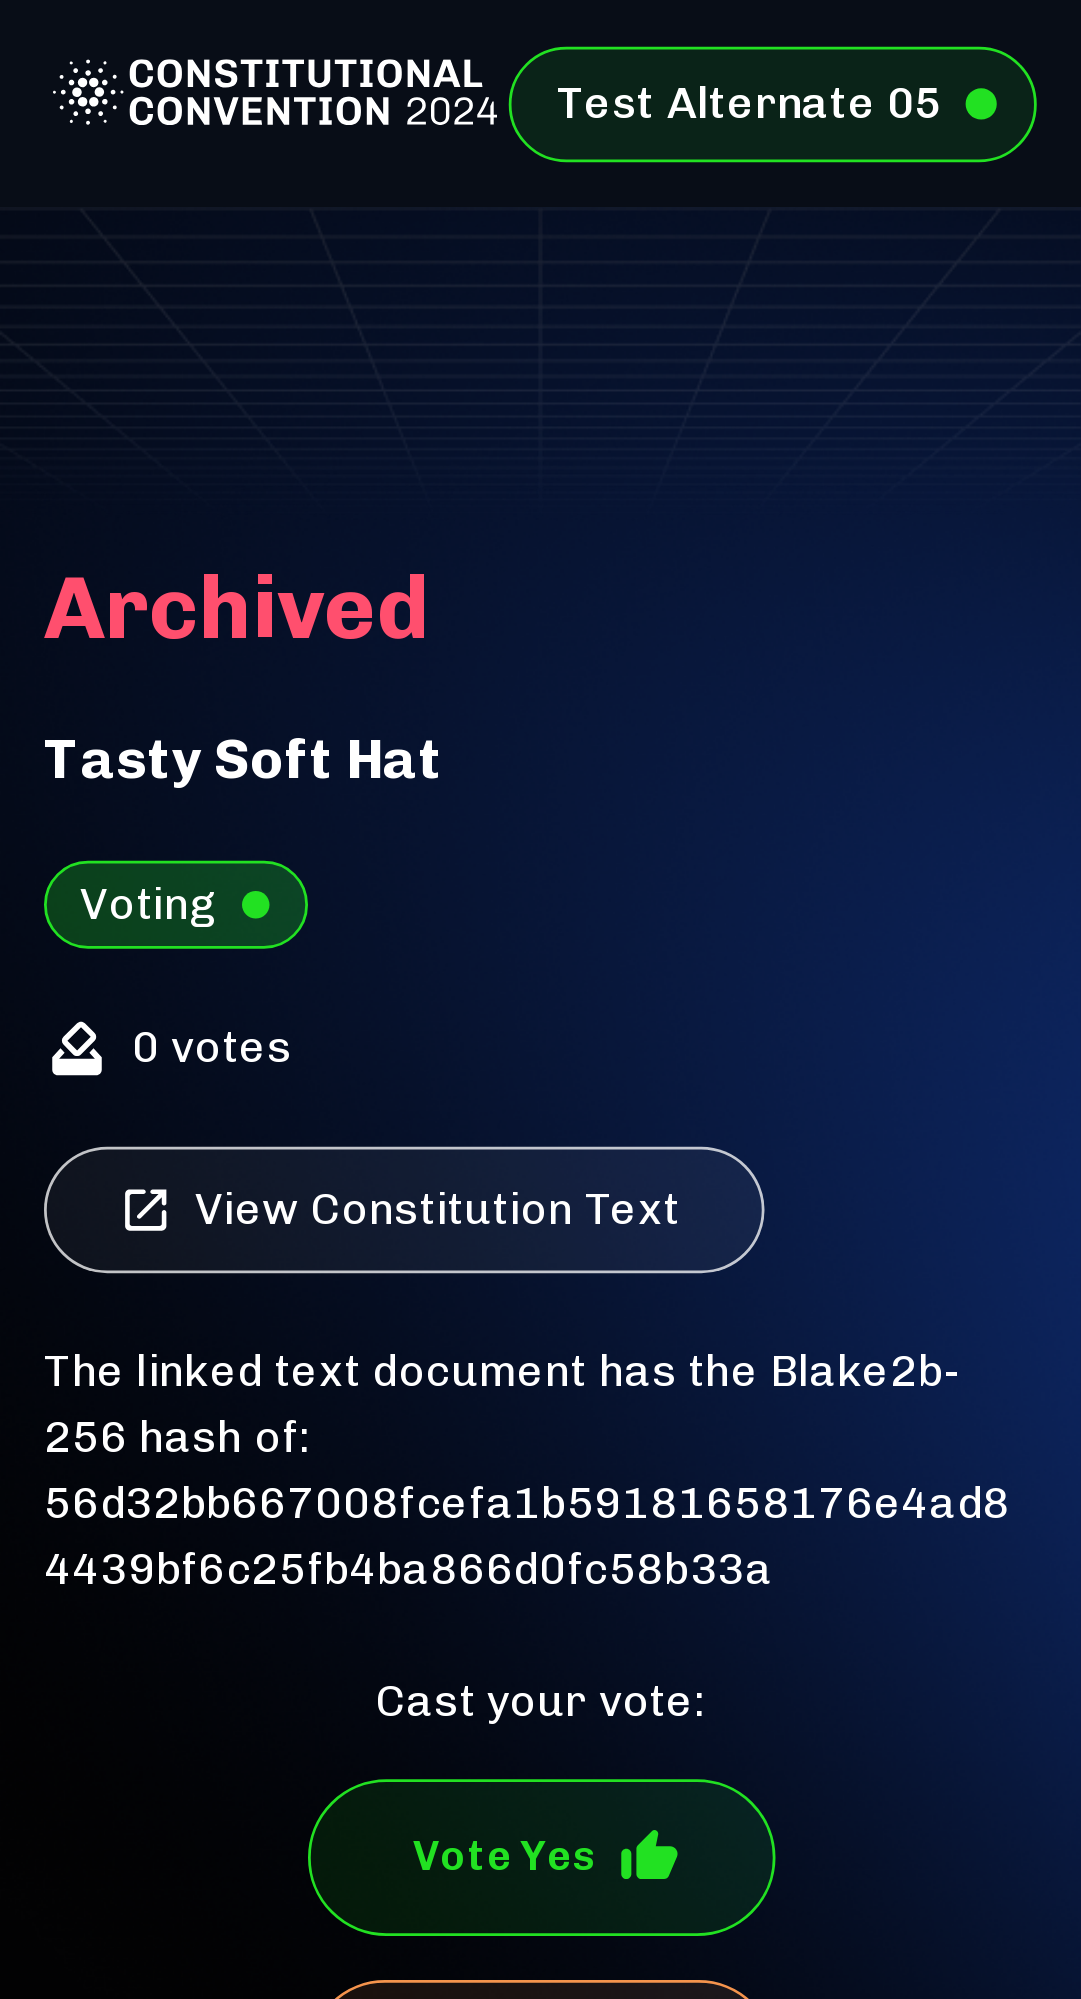 CONSTITUTIONAL
CONVENTION 2024
Test Alternate 05
Archived
Tasty Soft Hat
Voting
0 votes
View Constitution Text
The linked text document has the Blake2b-
256 hash of:
56d32bb667008fcefa1b59181658176e4ad8
4439bf6c25fb4ba866d0fc58b33a
Cast your vote:
Vote Yes